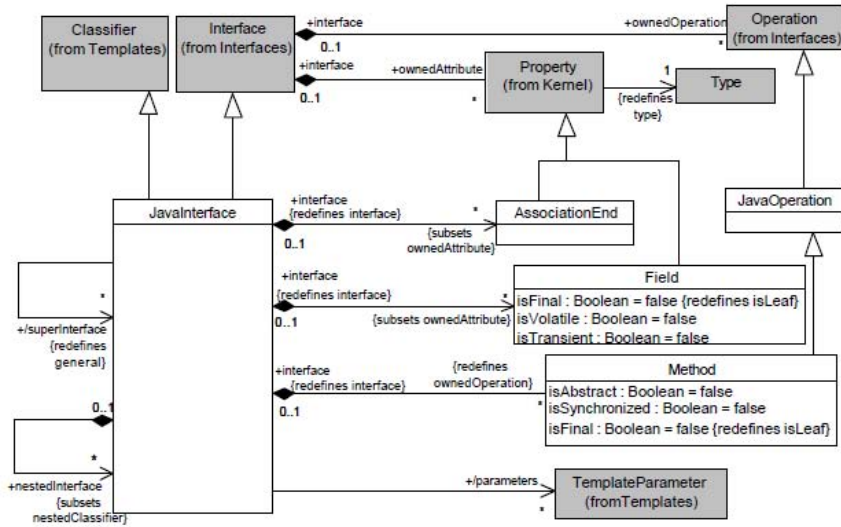 Classifier
(from Templates)
Interface
(from Interfaces)
+interface
0..1
+ownedOperation
*
Operation
(from Interfaces)
+interface
0..1
+ownedAttribute
*
Property
(from Kernel)
1
{redefines
type}
Type
JavaInterface
+interface
{redefines interface}
0..1
*
{subsets
ownedAttribute}
AssociationEnd
JavaOperation
+interface
{redefines interface}
0..1
*
{subsets ownedAttribute}
Field
isFinal : Boolean = false {redefines isLeaf}
isVolatile : Boolean = false
isTransient : Boolean = false
*
+/superInterface
{redefines
general}
+interface
{redefines interface}
0..1
{redefines
ownedOperation}
*
Method
isAbstract : Boolean = false
isSynchronized : Boolean = false
isFinal : Boolean = false {redefines isLeaf}
0..1
*
+nestedInterface
{subsets
nestedClassifier}
+/parameters
*
TemplateParameter
(fromTemplates)